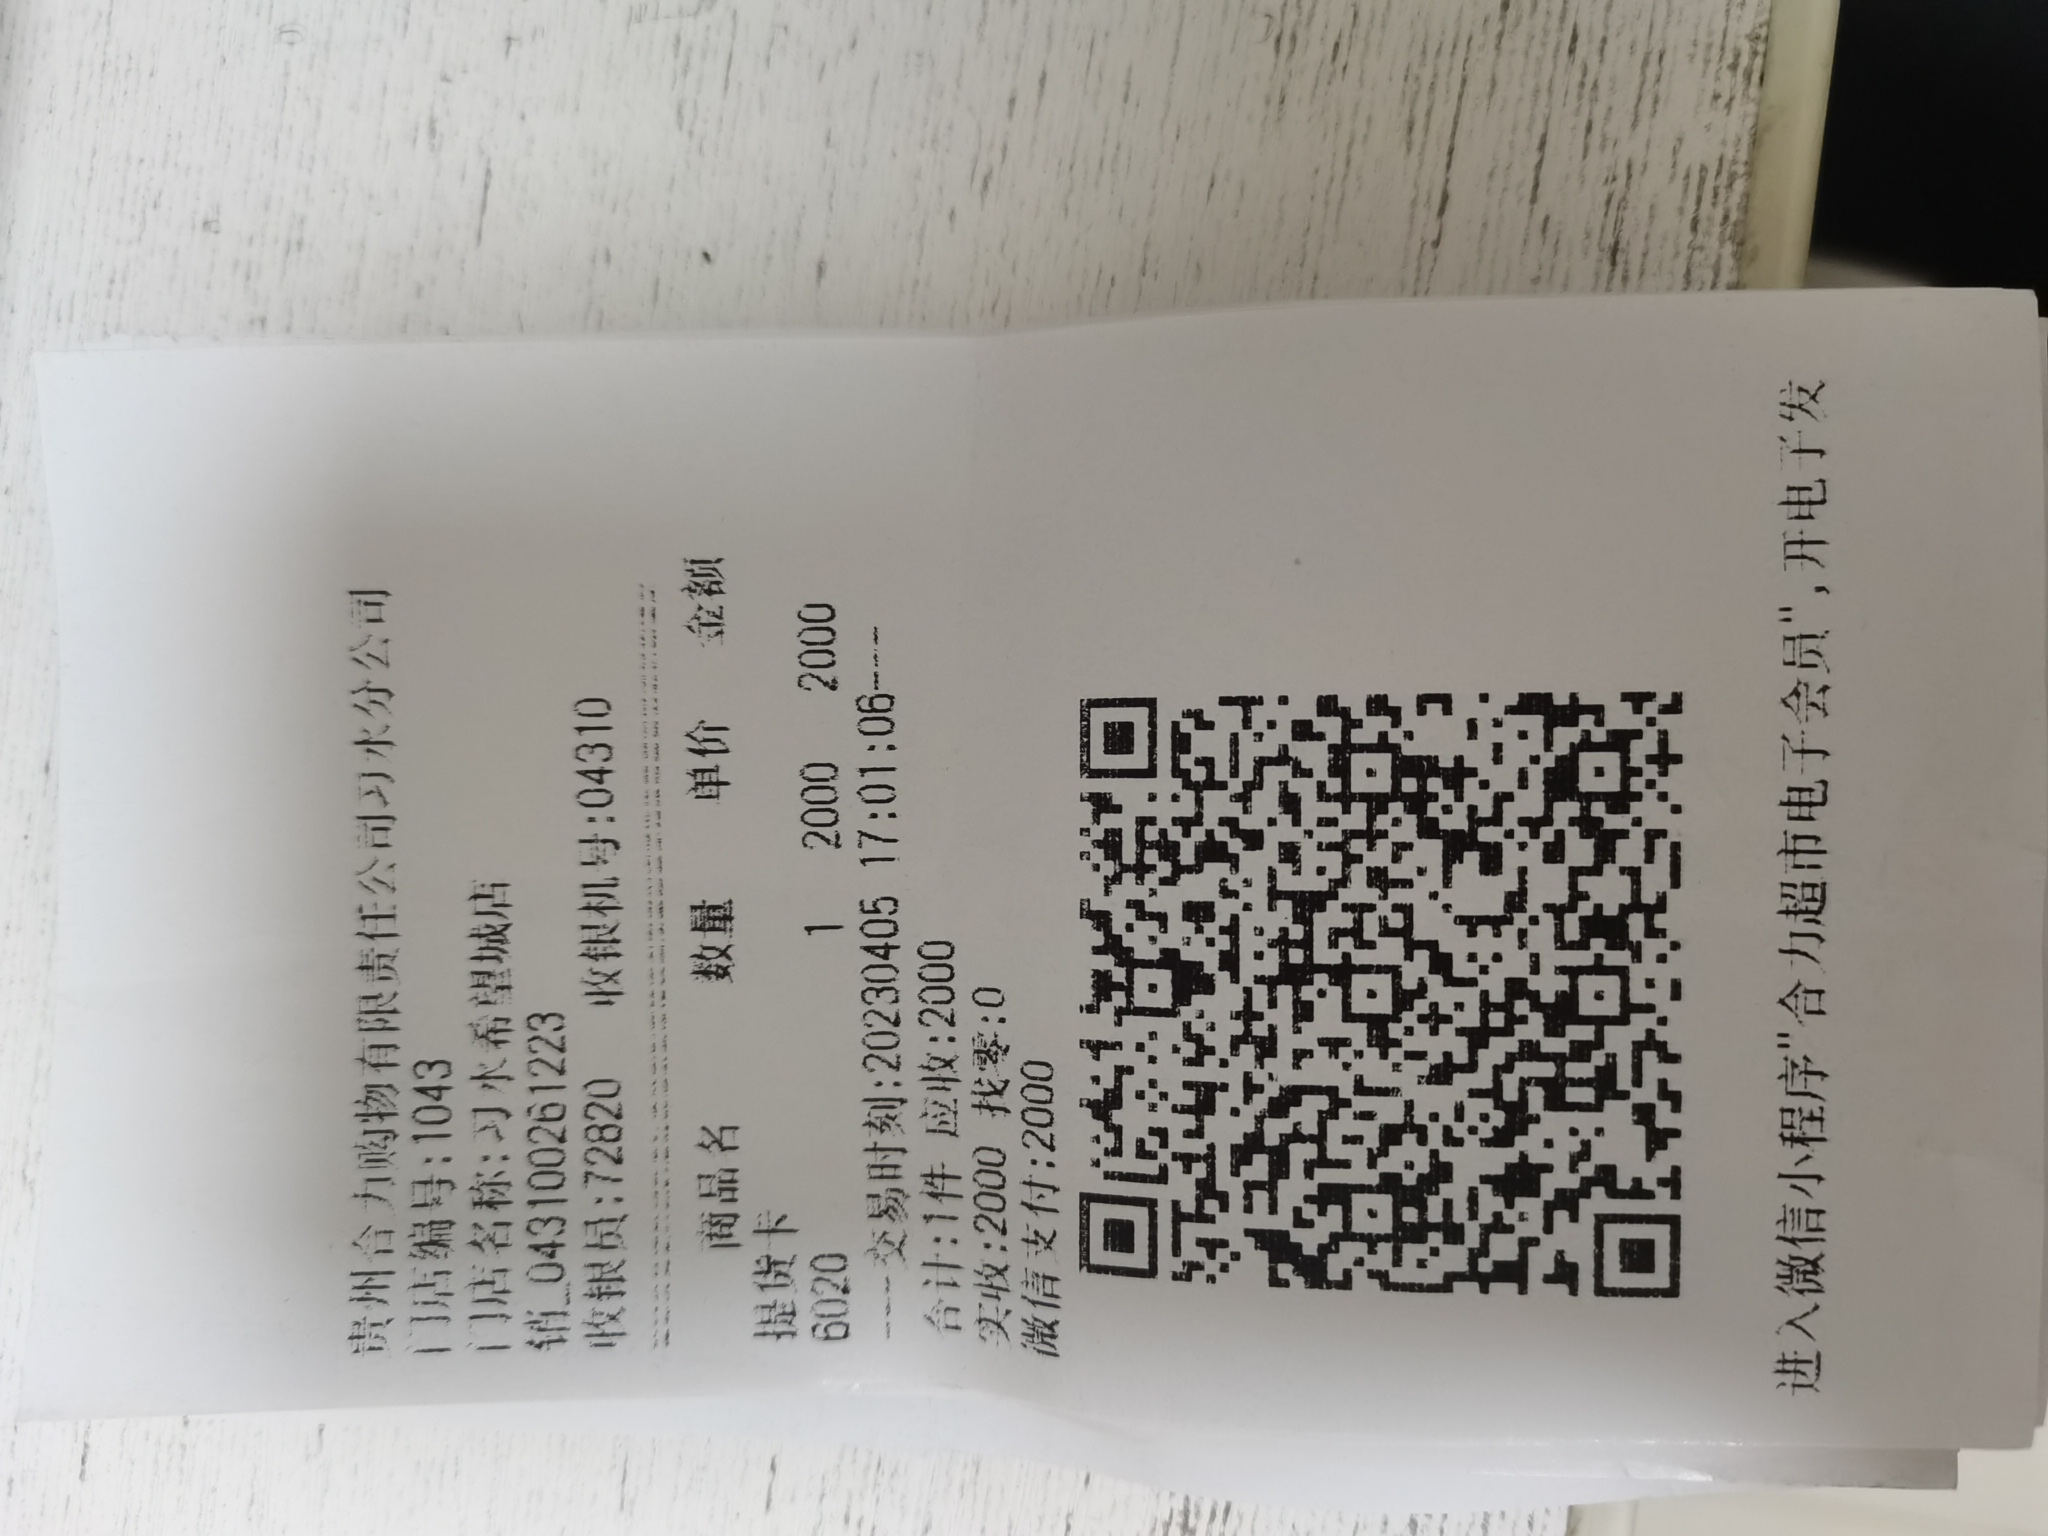 贵州合力购物有限责任公司习水分公司
门店编号:1043
门店名称:习水希望城店
销_043100261223
收银员:72820 收银机号:04310
商品名 数量 单价 金额
提货卡
6020 1 2000 2000
----交易时刻:20230405 17:01:06----
合计:1件 应收:2000
实收:2000 找零:0
微信支付:2000
进入微信小程序"合力超市电子会员",开电子发